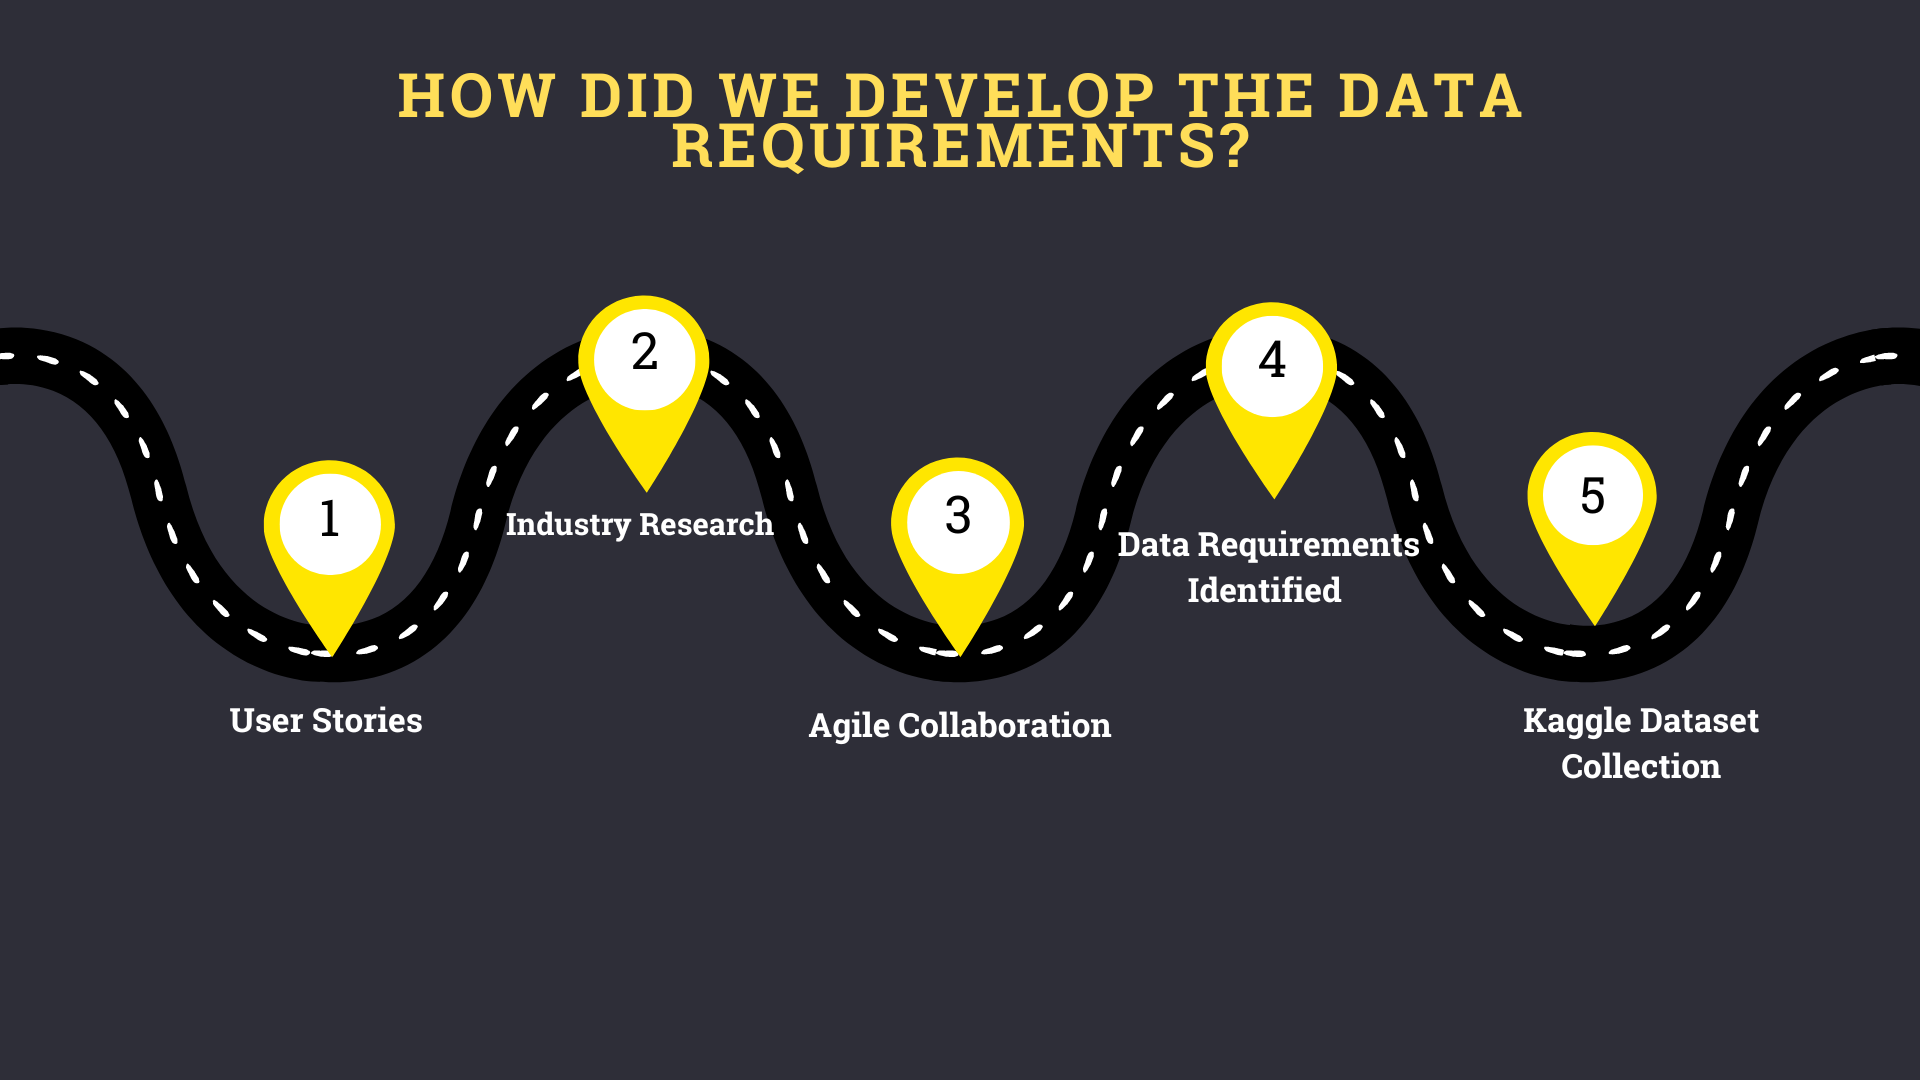 HOW DID WE DEVELOP THE DATA
REQUIREMENTS?
1
User Stories
2
Industry Research
3
Agile Collaboration
4
Data Requirements
Identified
5
Kaggle Dataset
Collection